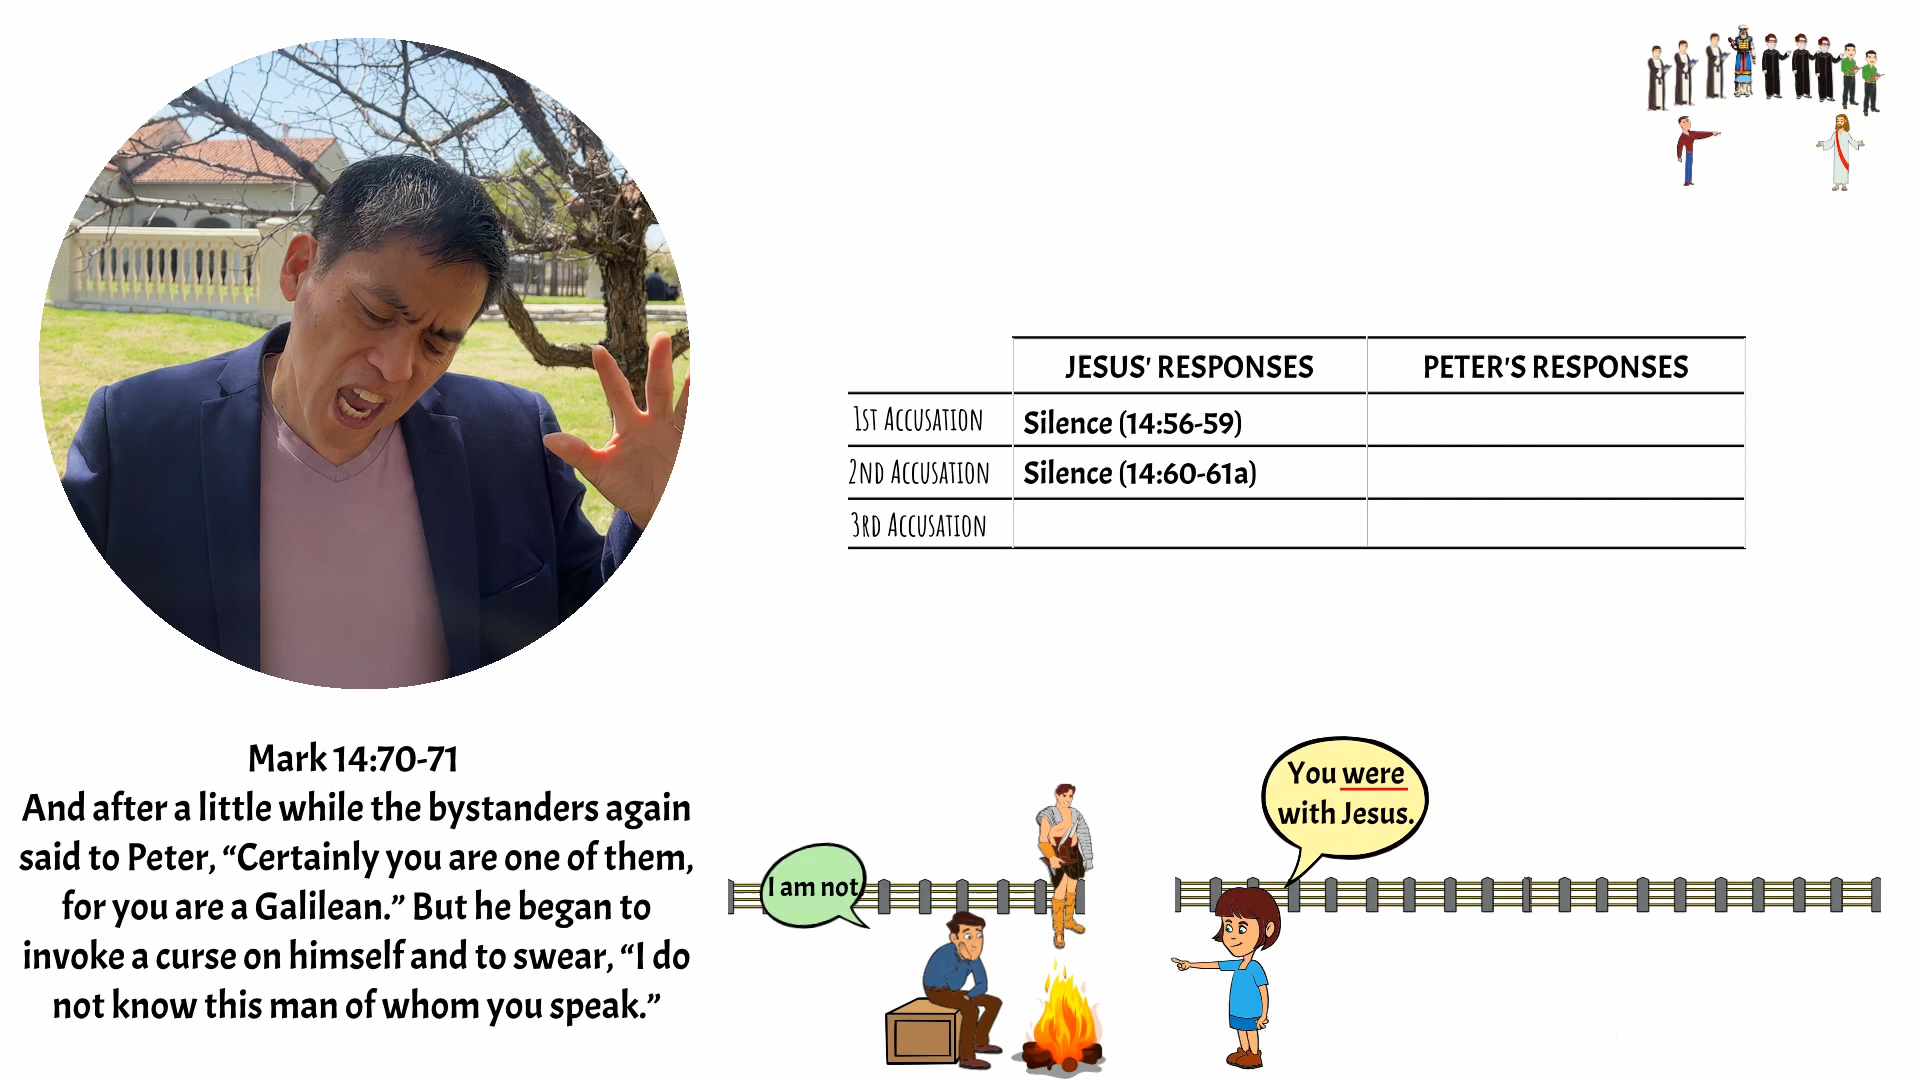 JESUS' RESPONSES PETER'S RESPONSES
1ST ACCUSATION Silence (14:56-59)
2ND ACCUSATION Silence (14:60-61a)
3RD ACCUSATION
Mark 14:70-71
And after a little while the bystanders again
said to Peter, “Certainly you are one of them,
for you are a Galilean.” But he began to
invoke a curse on himself and to swear, “I do
not know this man of whom you speak.”
I am not.
You were
with Jesus.